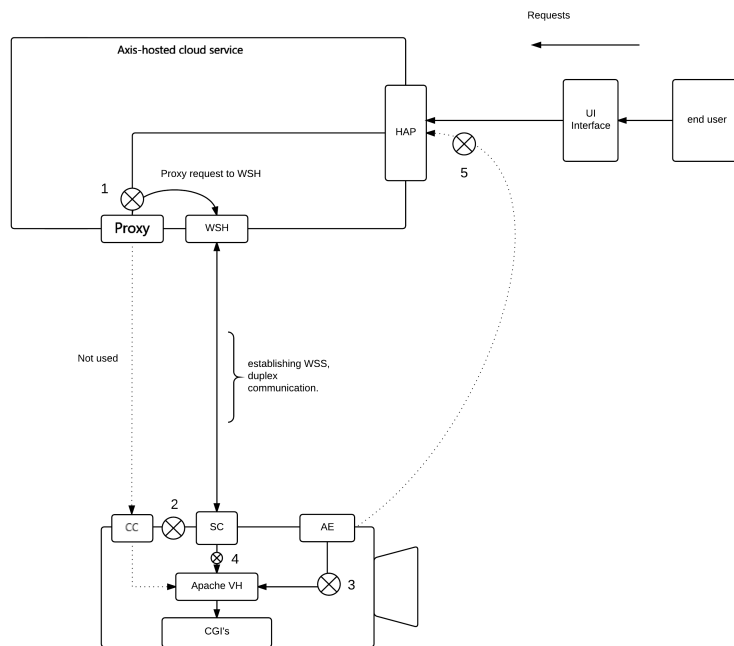 Requests
Axis-hosted cloud service
HAP
UI
Interface
end user
5
Proxy request to WSH
1
Proxy
WSH
Not used
establishing WSS,
duplex
communication.
2
CC
SC
AE
4
Apache VH
3
CGI's